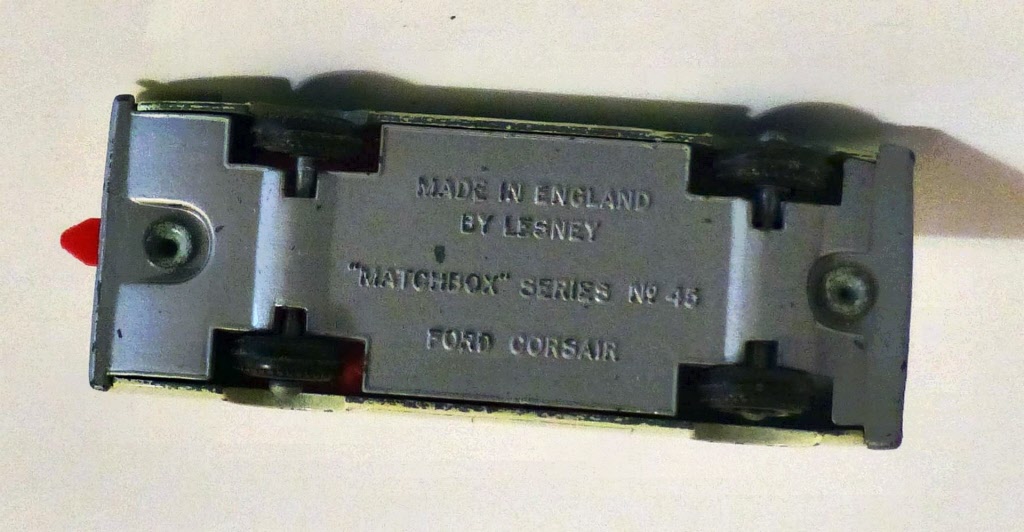 MADE IN ENGLAND
BY LESNEY
"MATCHBOX" SERIES Nº 45
FORD CORSAIR